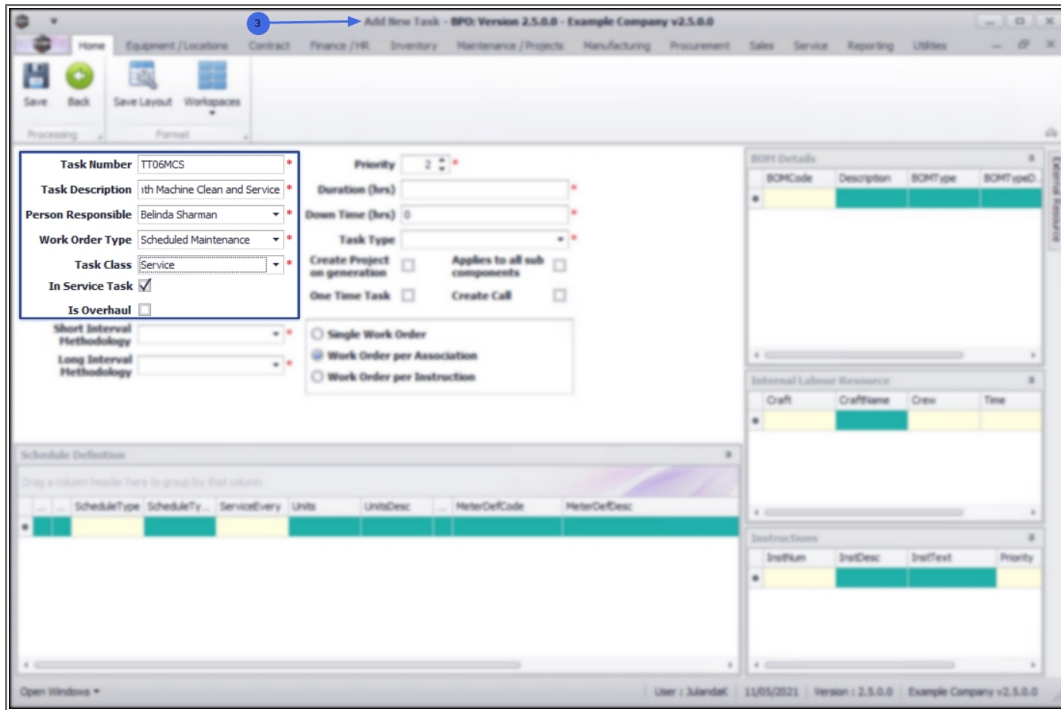 3
Add New Task - BPO: Version 2.5.0.0 - Example Company v2.5.0.0
Home Equipment / Locations Contract Finance / HR Inventory Maintenance / Projects Manufacturing Procurement Sales Service Reporting Utilities
Save Back Save Layout Workspaces
Processing Format
Task Number TT06MCS *
Task Description nth Machine Clean and Service *
Person Responsible Belinda Sharman *
Work Order Type Scheduled Maintenance *
Task Class Service *
In Service Task
Is Overhaul
Short Interval Methodology *
Long Interval Methodology *
Priority 2 *
Duration (hrs) *
Down Time (hrs) 0 *
Task Type *
Create Project on generation Applies to all sub components
One Time Task Create Call
Single Work Order
Work Order per Association
Work Order per Instruction
BOM Details
BOMCode Description BOMType BOMTypeD...
External Resource
Internal Labour Resource
Craft CraftName Crew Time
Schedule Definition
Drag a column header here to group by that column
... ... ScheduleType ScheduleTy... ServiceEvery Units UnitsDesc ... MeterDefCode MeterDefDesc
Instructions
InstNum InstDesc InstText Priority
Open Windows User : JulandaK 11/05/2021 Version : 2.5.0.0 Example Company v2.5.0.0